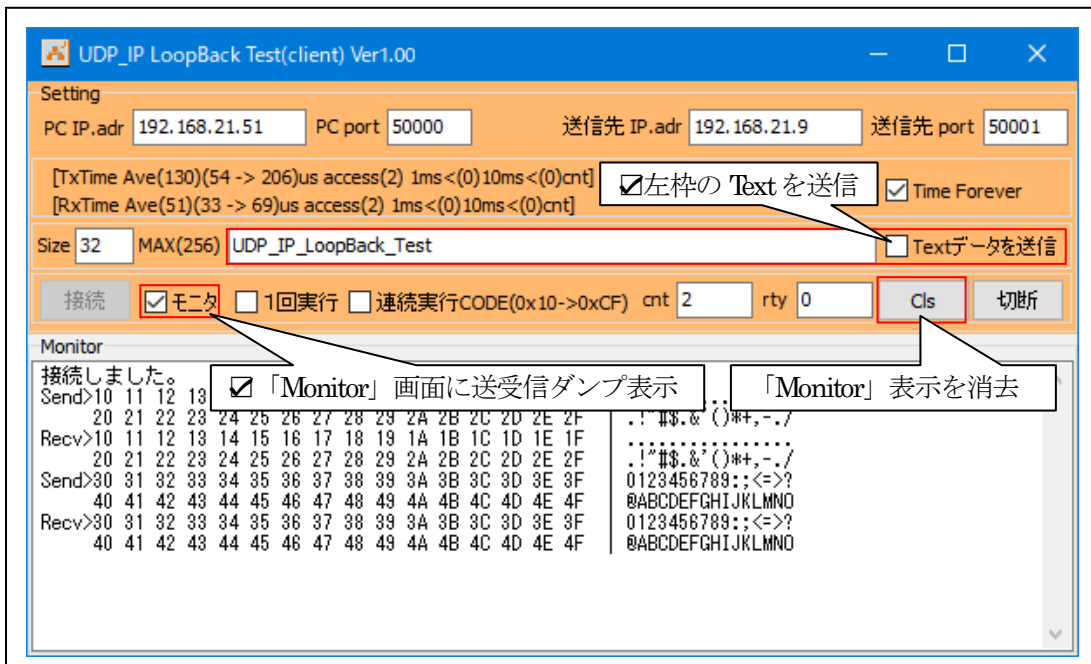 UDP_IP LoopBack Test(client) Ver1.00
Setting
PC IP.adr 192.168.21.51 PC port 50000 送信先 IP.adr 192.168.21.9 送信先 port 50001
[TxTime Ave(130)(54 -> 206)us access(2) 1ms<(0)10ms<(0)cnt]
☑左枠の Text を送信
Time Forever
[RxTime Ave(51)(33 -> 69)us access(2) 1ms<(0)10ms<(0)cnt]
Size 32 MAX(256) UDP_IP_LoopBack_Test Textデータを送信
接続 モニタ 1回実行 連続実行CODE(0x10->0xCF) cnt 2 rty 0 Cls 切断
Monitor
接続しました。
☑「Monitor」画面に送受信ダンプ表示
「Monitor」表示を消去
Send>10 11 12 13
20 21 22 23 24 25 26 27 28 29 2A 2B 2C 2D 2E 2F | .!"#$.&'()*+,-./
Recv>10 11 12 13 14 15 16 17 18 19 1A 1B 1C 1D 1E 1F | ................
20 21 22 23 24 25 26 27 28 29 2A 2B 2C 2D 2E 2F | .!"#$.&'()*+,-./
Send>30 31 32 33 34 35 36 37 38 39 3A 3B 3C 3D 3E 3F | 0123456789:;<=>?
40 41 42 43 44 45 46 47 48 49 4A 4B 4C 4D 4E 4F | @ABCDEFGHIJKLMNO
Recv>30 31 32 33 34 35 36 37 38 39 3A 3B 3C 3D 3E 3F | 0123456789:;<=>?
40 41 42 43 44 45 46 47 48 49 4A 4B 4C 4D 4E 4F | @ABCDEFGHIJKLMNO